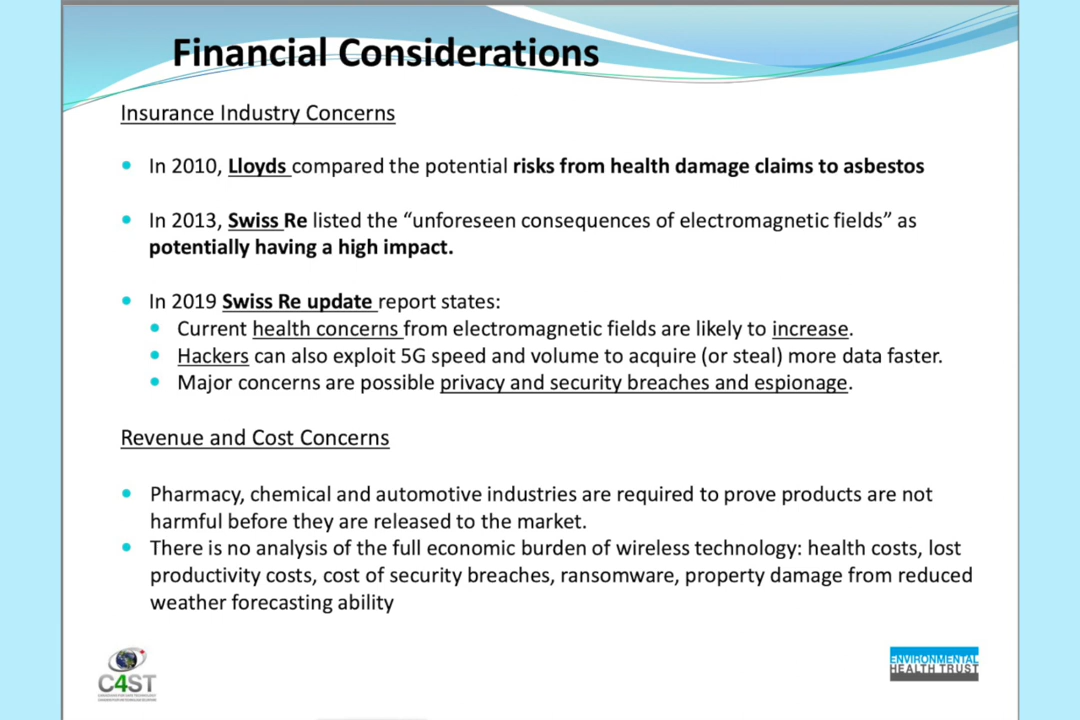 Financial Considerations
Insurance Industry Concerns
• In 2010, Lloyds compared the potential risks from health damage claims to asbestos
• In 2013, Swiss Re listed the “unforeseen consequences of electromagnetic fields” as
potentially having a high impact.
• In 2019 Swiss Re update report states:
• Current health concerns from electromagnetic fields are likely to increase.
• Hackers can also exploit 5G speed and volume to acquire (or steal) more data faster.
• Major concerns are possible privacy and security breaches and espionage.
Revenue and Cost Concerns
• Pharmacy, chemical and automotive industries are required to prove products are not
harmful before they are released to the market.
• There is no analysis of the full economic burden of wireless technology: health costs, lost
productivity costs, cost of security breaches, ransomware, property damage from reduced
weather forecasting ability
C4ST
ENVIRONMENTAL
HEALTH TRUST